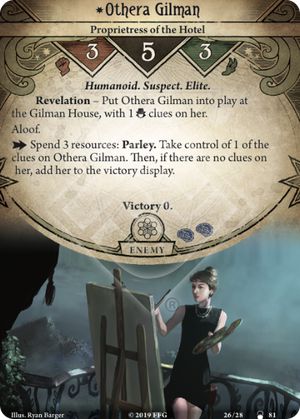 Othera Gilman
Proprietress of the Hotel
3 5 3
Humanoid. Suspect. Elite.
Revelation – Put Othera Gilman into play at
the Gilman House, with 1 clues on her.
Aloof.
Spend 3 resources: Parley. Take control of 1 of the
clues on Othera Gilman. Then, if there are no clues on
her, add her to the victory display.
Victory 0.
ENEMY
®
Illus. Ryan Barger
© 2019 FFG
26/28
81